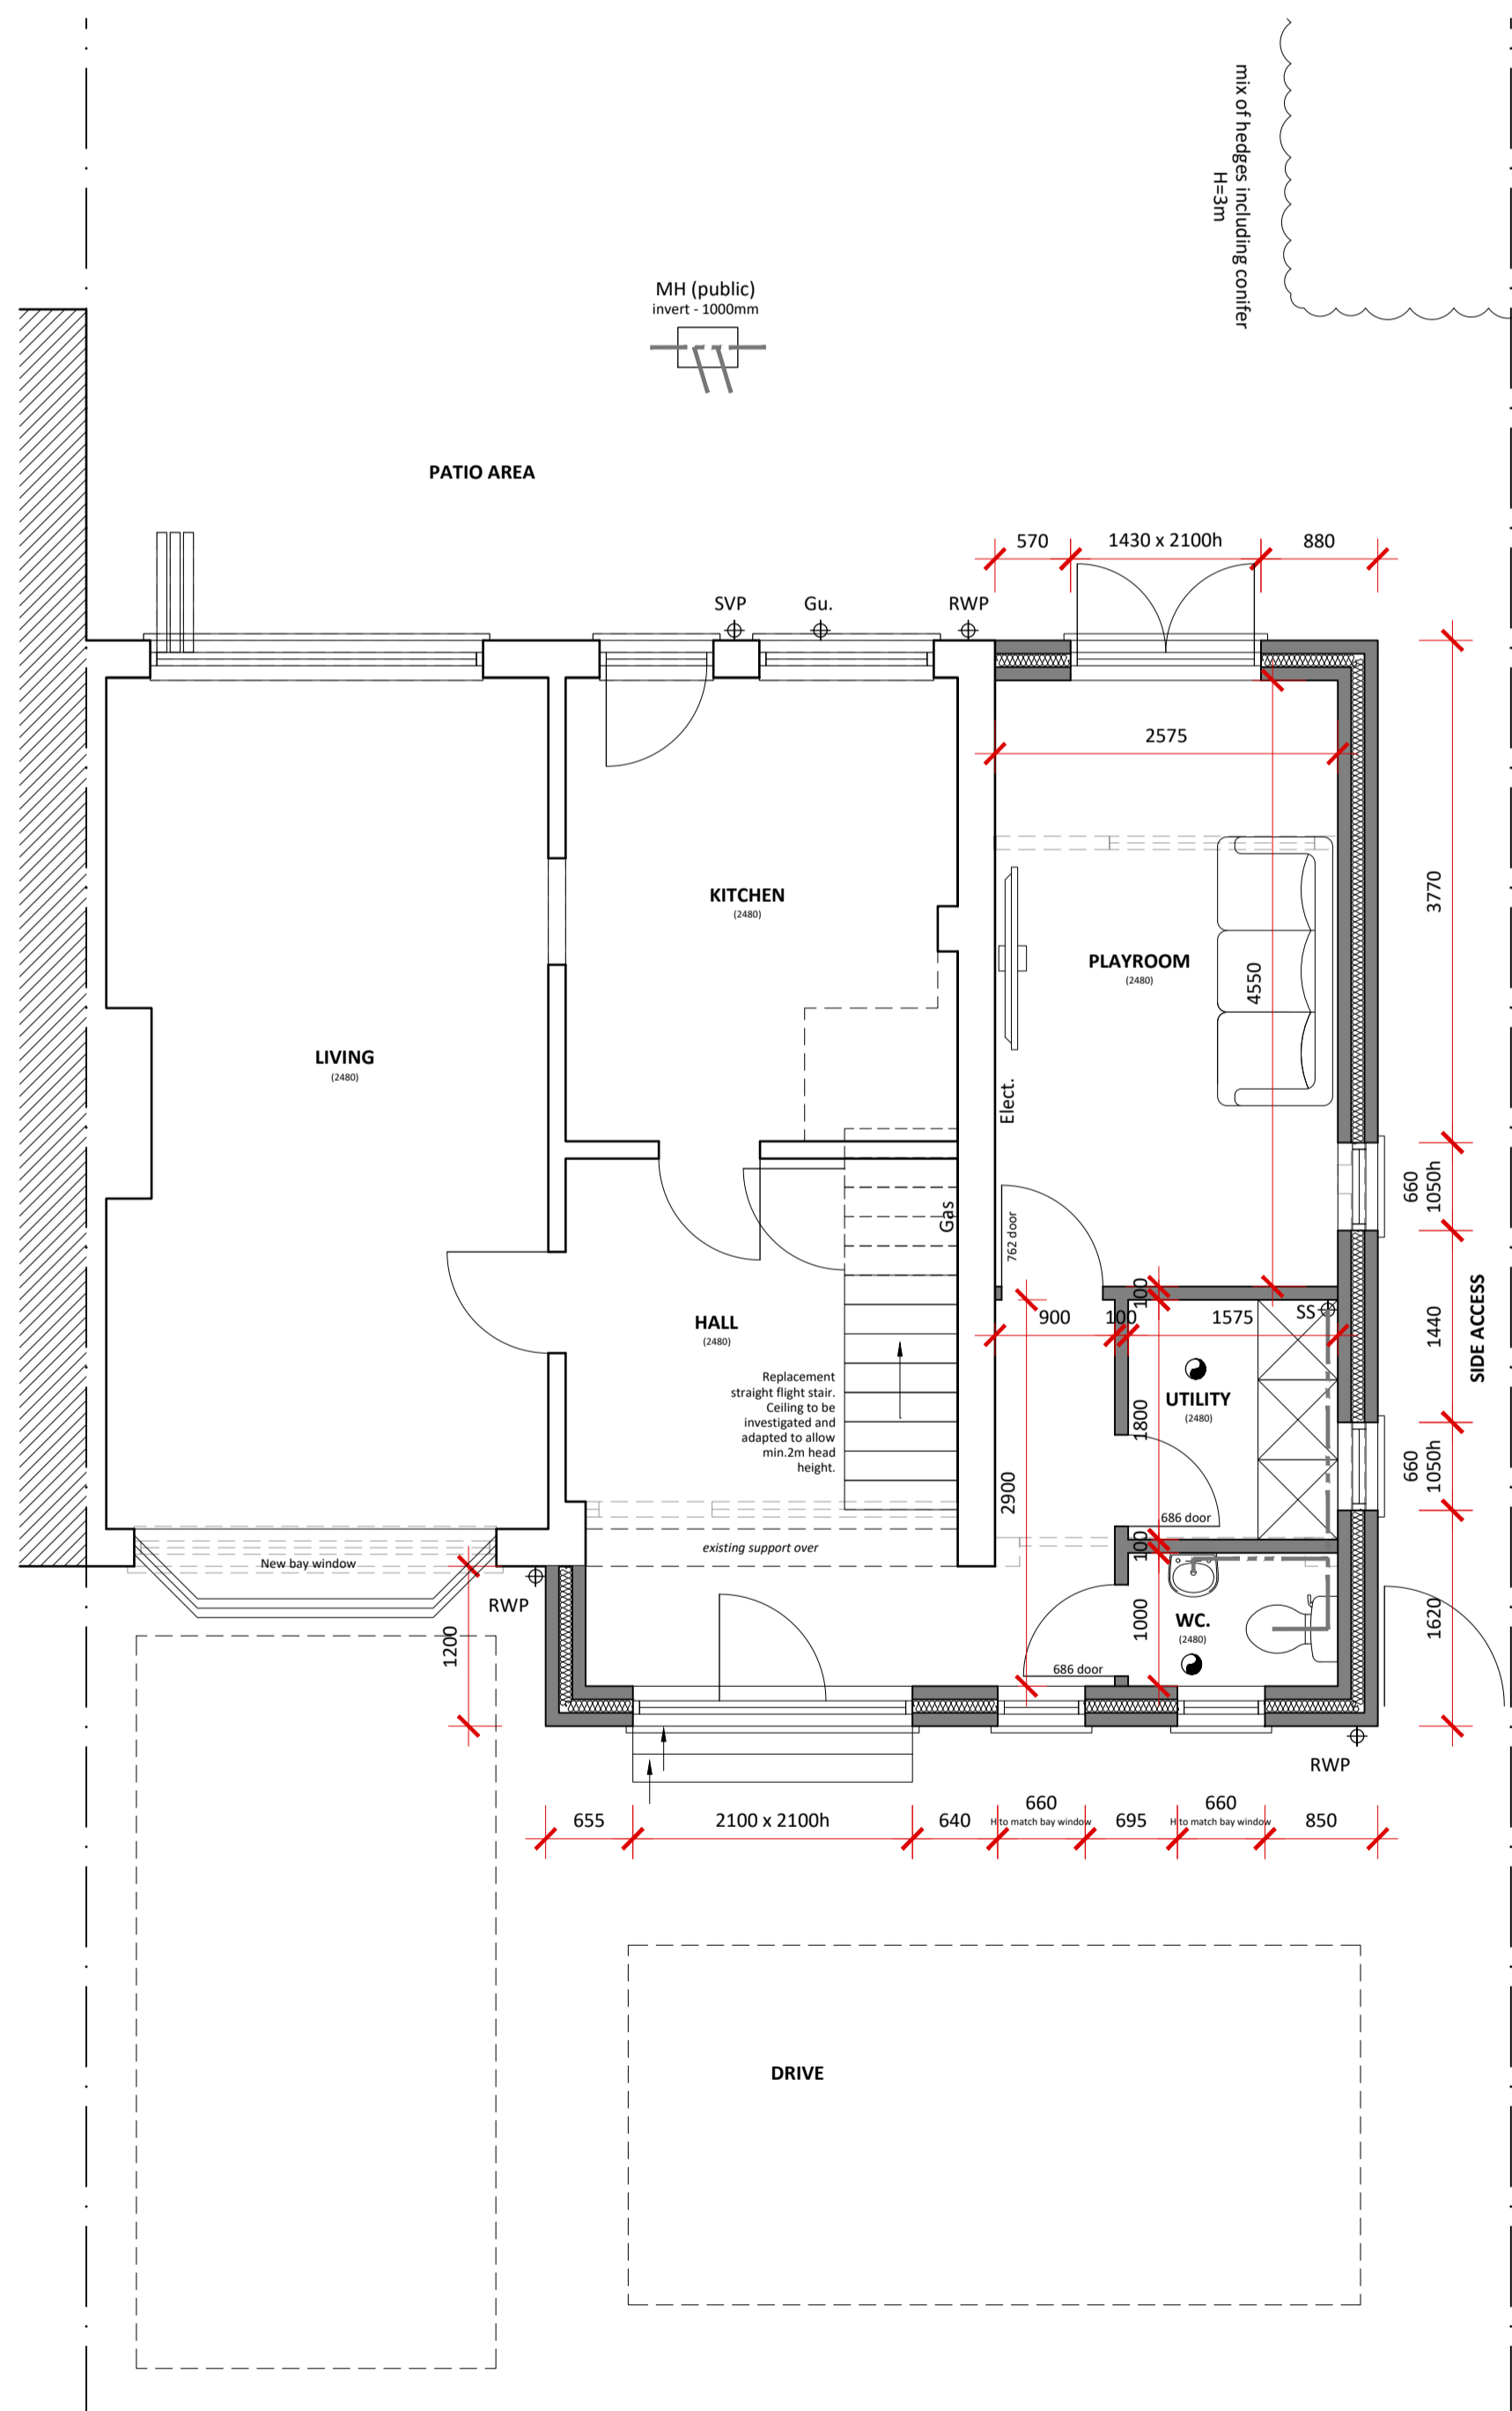 mix of hedges including conifer
H=3m
MH (public)
invert - 1000mm
PATIO AREA
570
1430 x 2100h
880
SVP
Gu.
RWP
2575
3770
KITCHEN
(2480)
PLAYROOM
(2480)
4550
LIVING
(2480)
Elect.
660
1050h
Gas
762 door
100
900
100
1575
SS
1440
SIDE ACCESS
HALL
(2480)
Replacement
straight flight stair.
Ceiling to be
investigated and
adapted to allow
min.2m head
height.
UTILITY
(2480)
1800
2900
660
1050h
686 door
100
existing support over
New bay window
RWP
1200
WC.
(2480)
1000
1620
686 door
RWP
655
2100 x 2100h
640
660
H to match bay window
695
660
H to match bay window
850
DRIVE